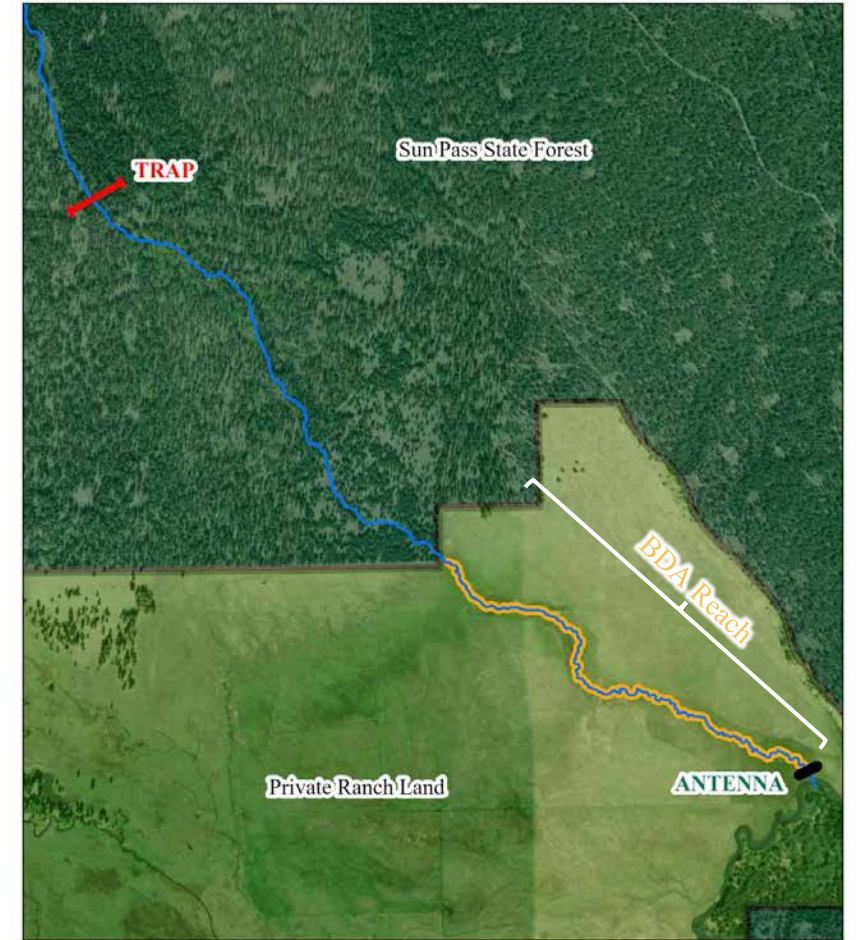 Sun Pass State Forest
TRAP
BDA Reach
Private Ranch Land
ANTENNA